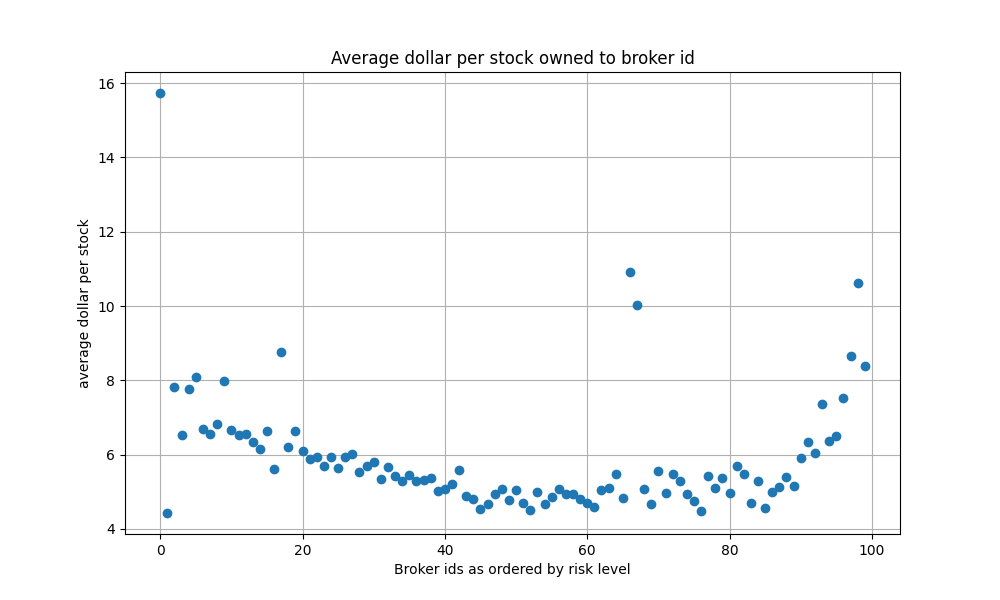 Average dollar per stock owned to broker id
average dollar per stock
16
14
12
10
8
6
4
0 20 40 60 80 100
Broker ids as ordered by risk level